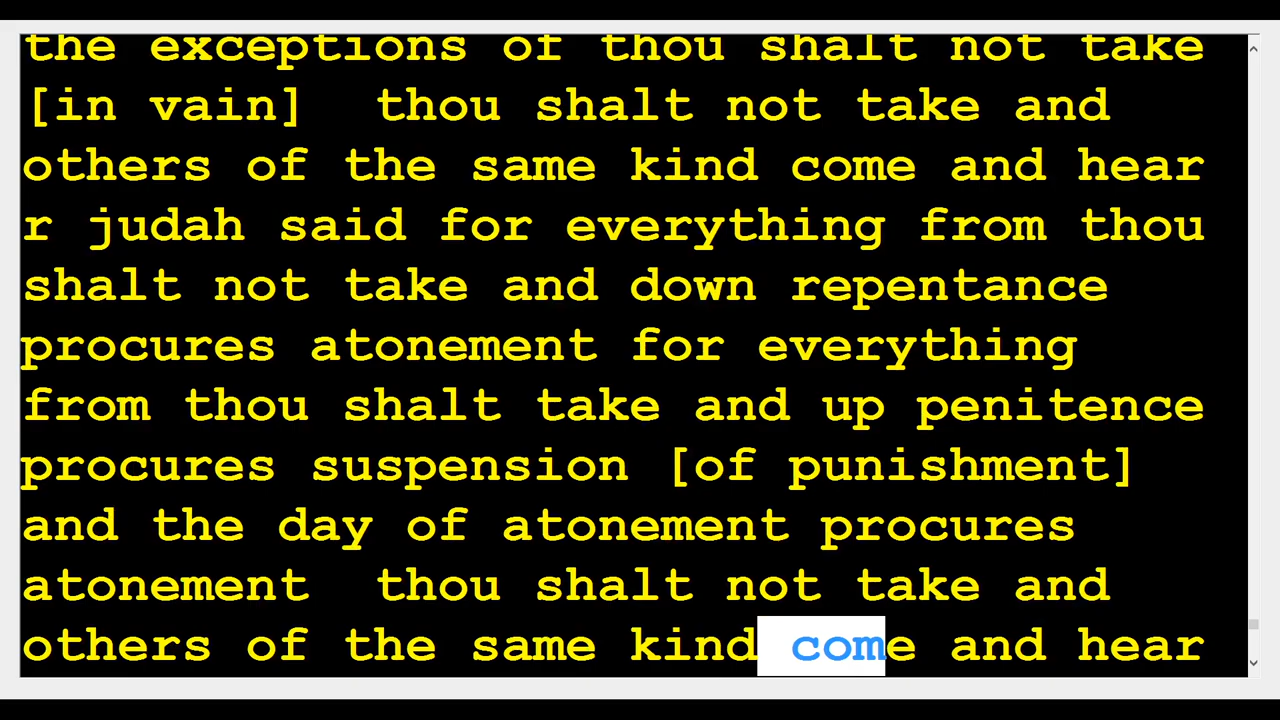 the exceptions of thou shalt not take
[in vain]  thou shalt not take and
others of the same kind come and hear
r judah said for everything from thou
shalt not take and down repentance
procures atonement for everything
from thou shalt take and up penitence
procures suspension [of punishment]
and the day of atonement procures
atonement  thou shalt not take and
others of the same kind come and hear